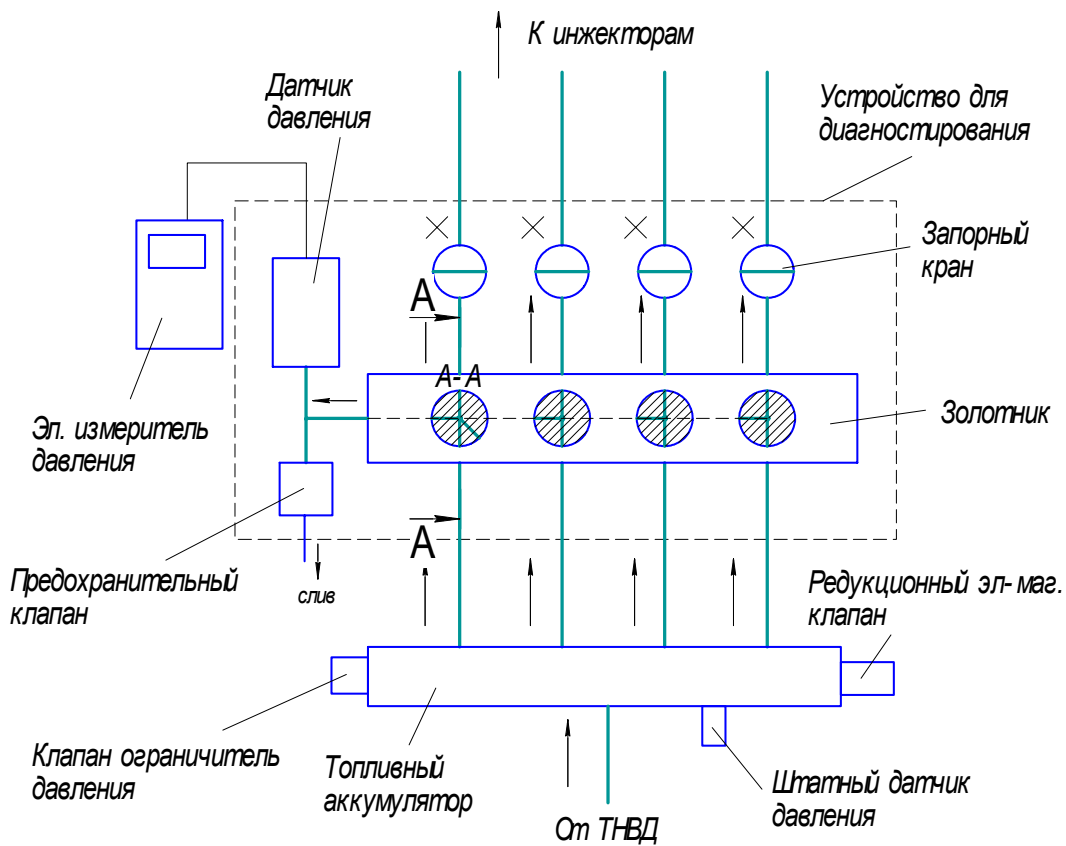 К инжекторам
Датчик
давления
Устройство для
диагностирования
Запорный
кран
А
А-А
Золотник
Эл. измеритель
давления
А
Предохранительный
клапан
слив
Редукционный эл-маг.
клапан
Клапан ограничитель
давления
Топливный
аккумулятор
Штатный датчик
давления
От ТНВД